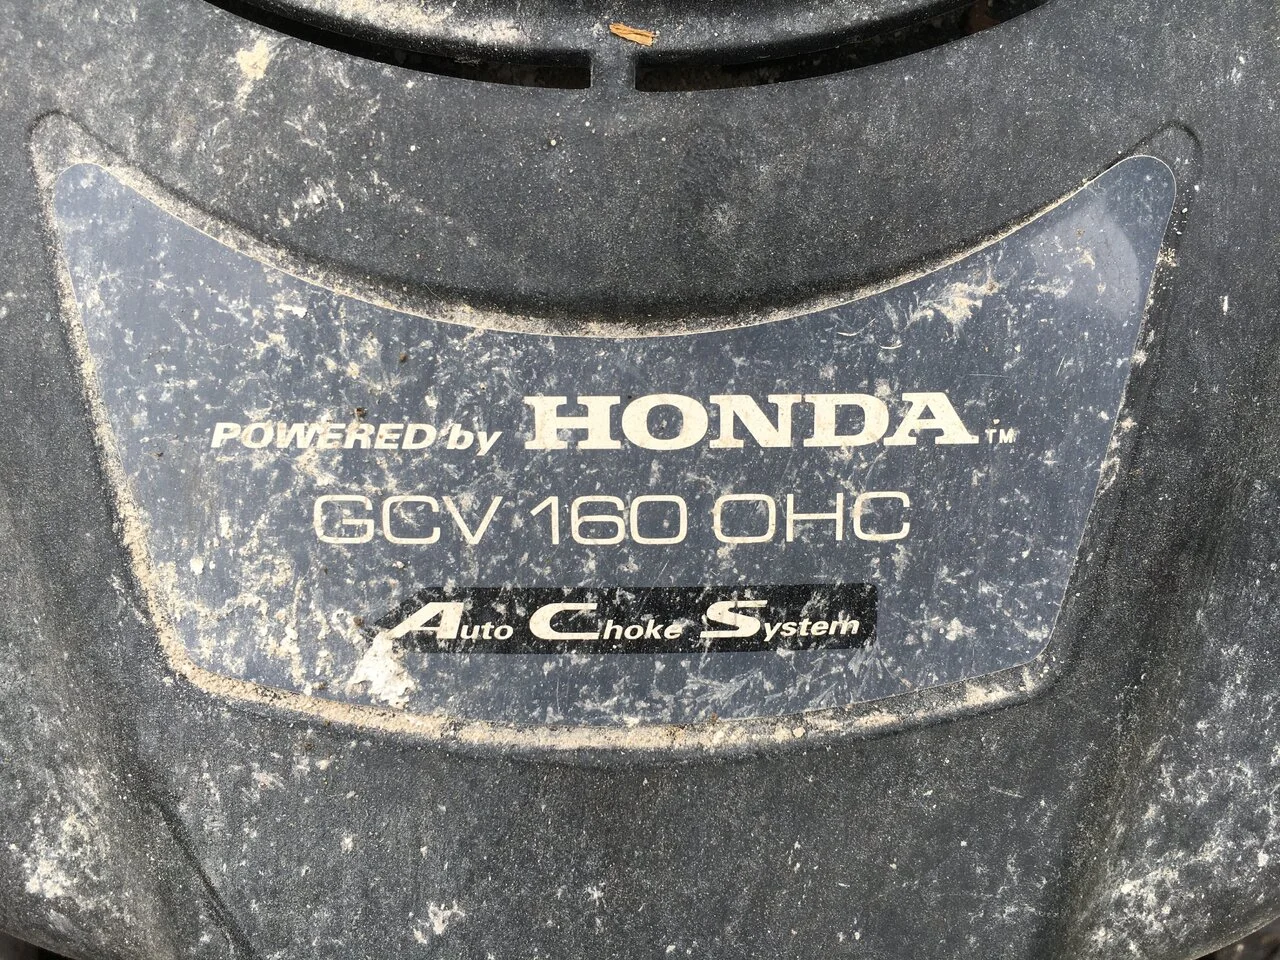 POWERED by HONDA™
GCV 160 OHC
Auto Choke System